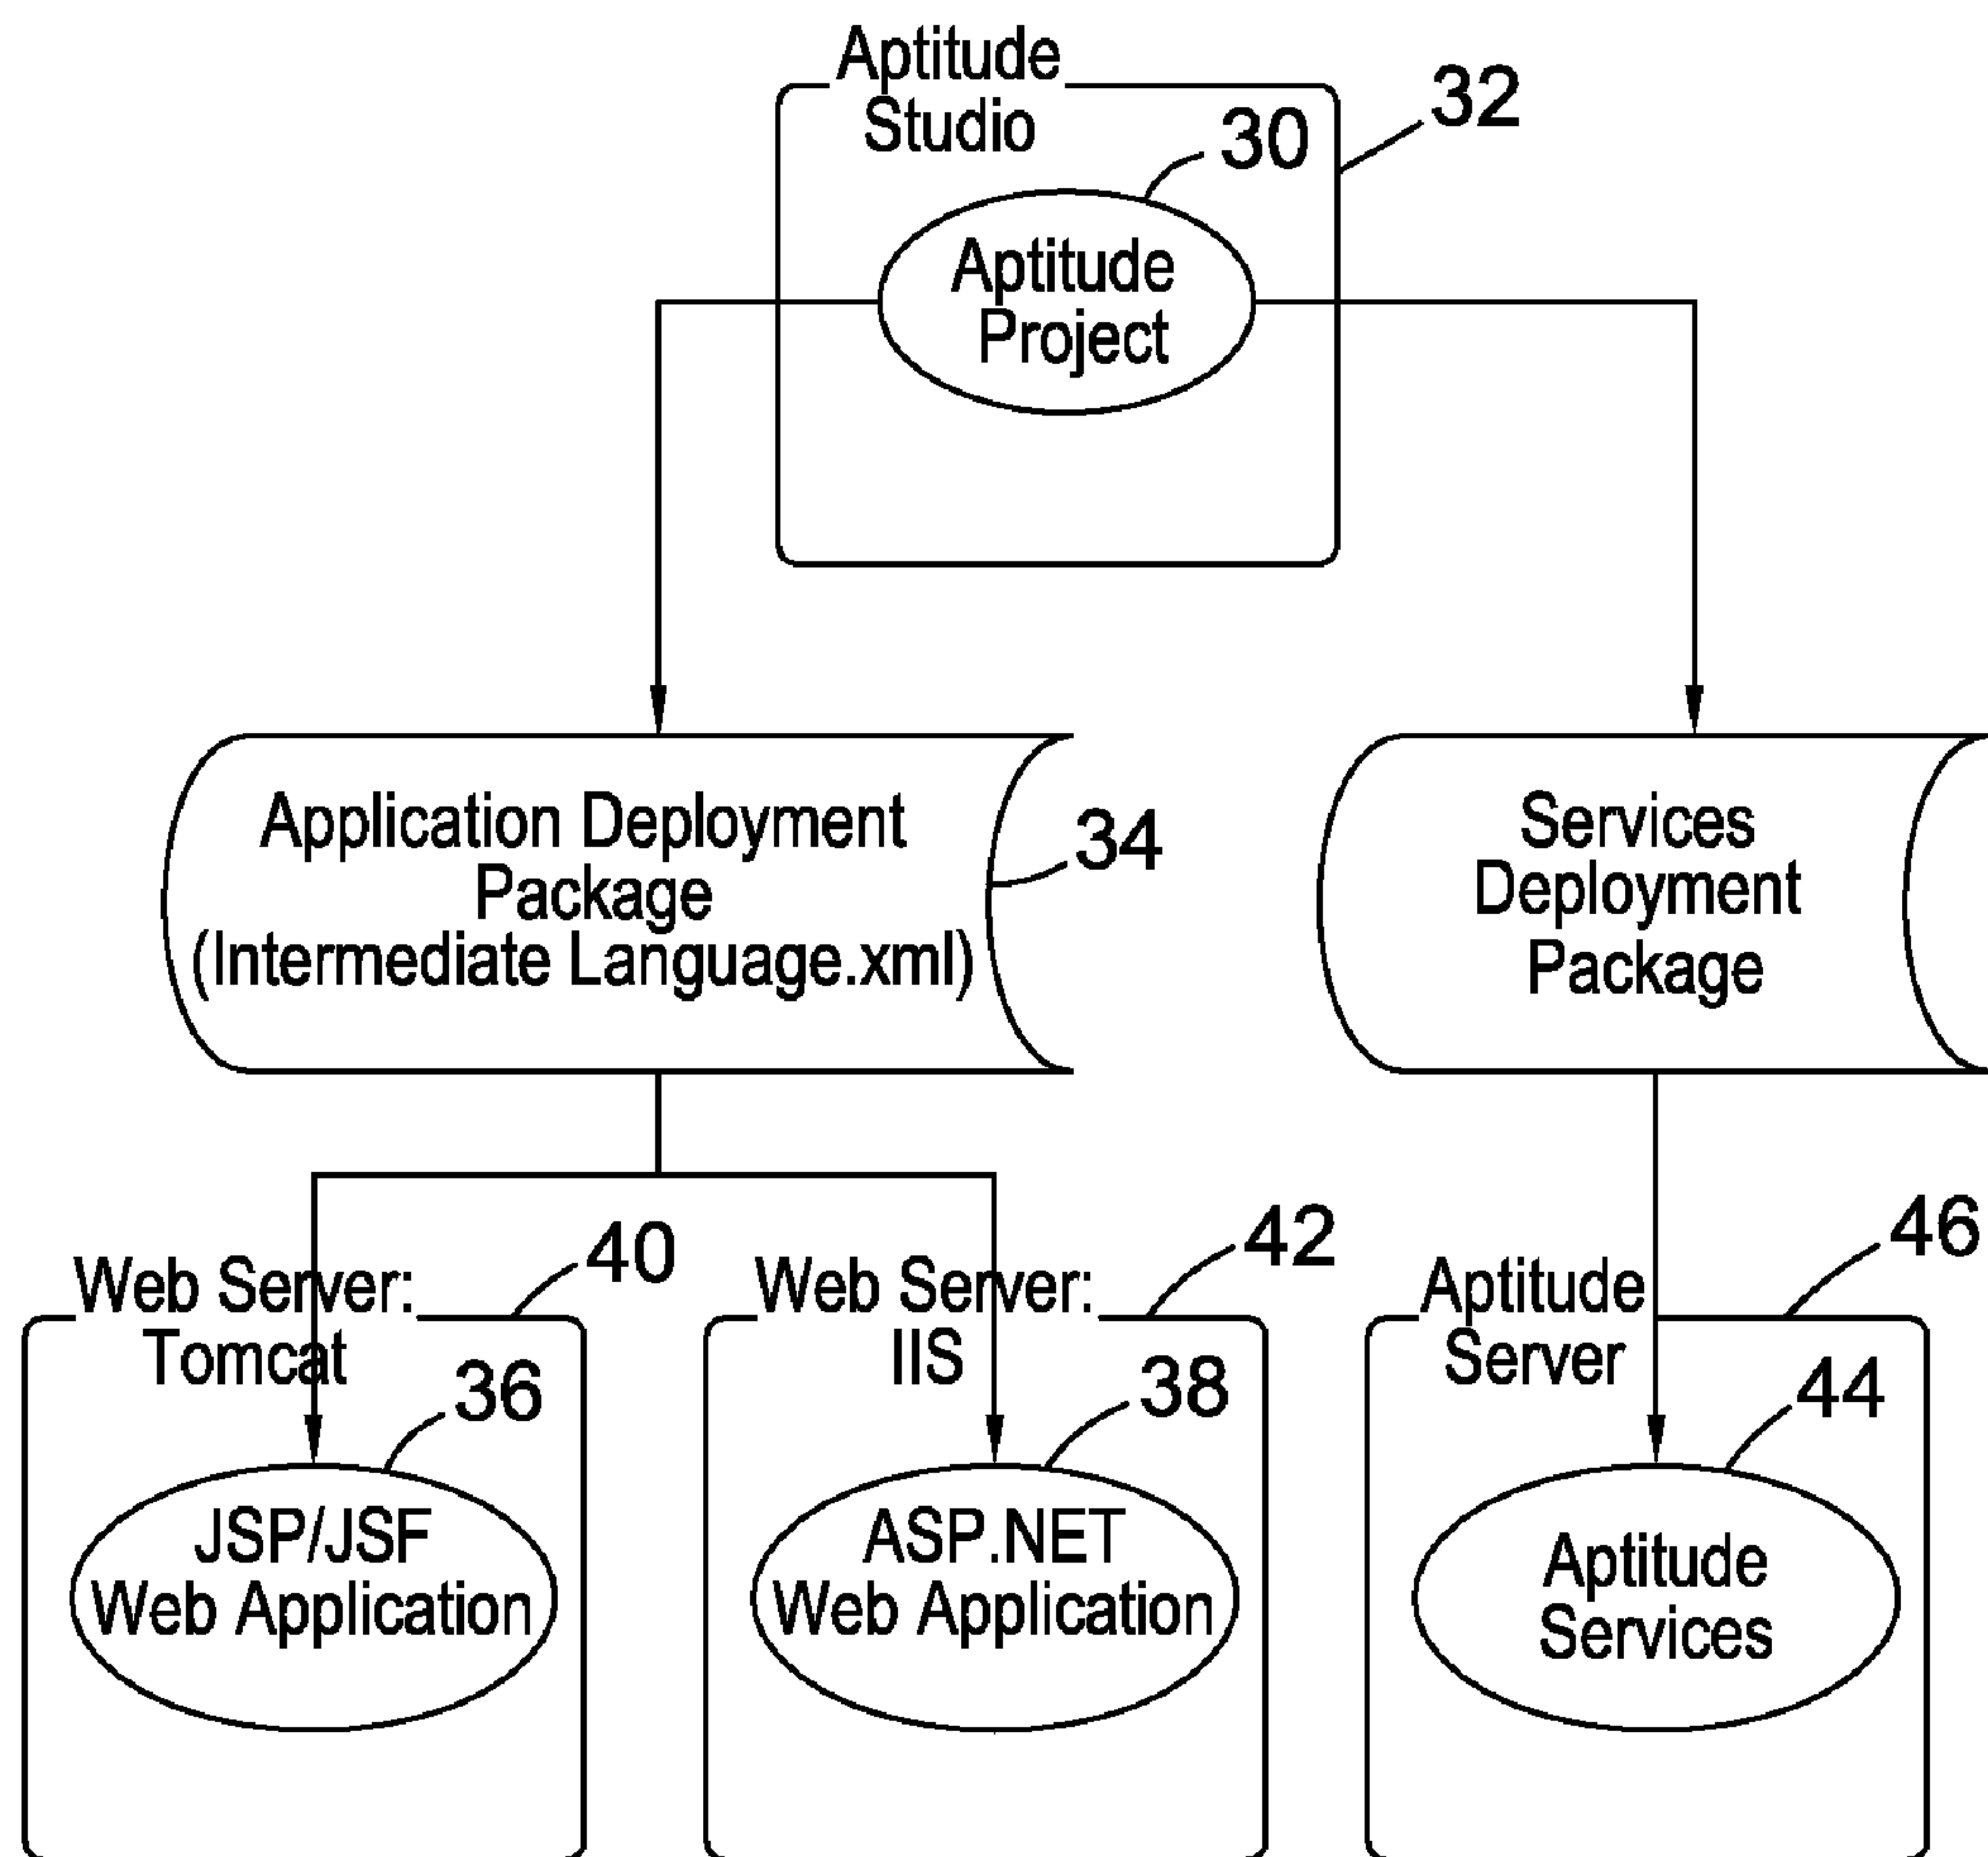 Aptitude
Studio
32
30
Aptitude
Project
Application Deployment
Package
(Intermediate Language.xml)
34
Services
Deployment
Package
Web Server:
Tomcat
40
36
JSP/JSF
Web Application
Web Server:
IIS
42
38
ASP.NET
Web Application
Aptitude
Server
46
44
Aptitude
Services